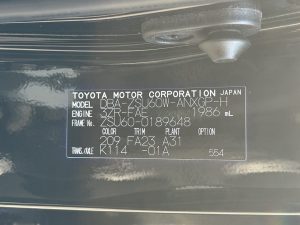 TOYOTA MOTOR CORPORATION JAPAN
MODEL DBA-ZSU60W-ANXGP-H
ENGINE 3ZR-FAE 1986 mL
FRAME No. ZSU60-0189648
COLOR TRIM PLANT OPTION
209 FA23 A31
TRANS./AXLE K114 -01A 554